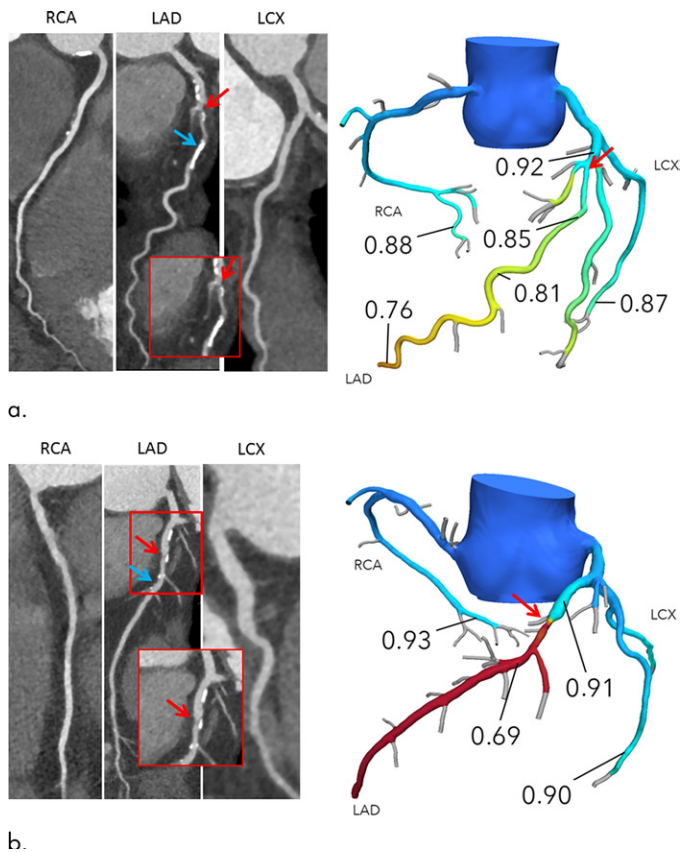 RCA LAD LCX
0.92
LCX
RCA
0.88
0.85
0.81
0.87
0.76
LAD
a.
RCA LAD LCX
RCA
LCX
0.93
0.91
0.69
0.90
LAD
b.